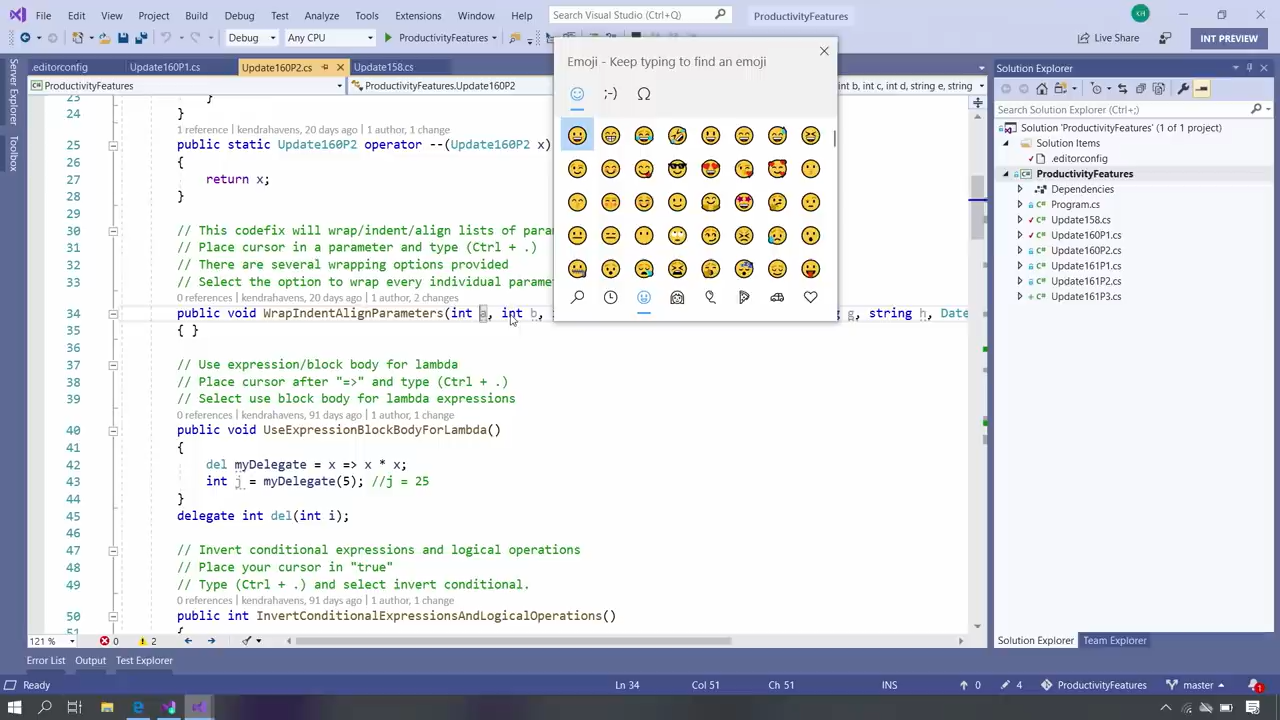 File Edit View Project Build Debug Test Analyze Tools Extensions Window Help Search Visual Studio (Ctrl+Q) ProductivityFeatures KH
Debug Any CPU ProductivityFeatures Live Share INT PREVIEW
Server Explorer
Toolbox
.editorconfig Update160P1.cs Update160P2.cs Update158.cs
ProductivityFeatures ProductivityFeatures.Update160P2 int b, int c, int d, string e,
23 }
24 }
1 reference | kendrahavens, 20 days ago | 1 author, 1 change
25 public static Update160P2 operator --(Update160P2 x)
26 {
27 return x;
28 }
29
30 // This codefix will wrap/indent/align lists of
31 // Place cursor in a parameter and type (Ctrl + .)
32 // There are several wrapping options provided
33 // Select the option to wrap every individual
0 references | kendrahavens, 20 days ago | 1 author, 2 changes
34 public void WrapIndentAlignParameters(int a, int b, g, string h, Date
35 { }
36
37 // Use expression/block body for lambda
38 // Place cursor after "=>" and type (Ctrl + .)
39 // Select use block body for lambda expressions
0 references | kendrahavens, 91 days ago | 1 author, 1 change
40 public void UseExpressionBlockBodyForLambda()
41 {
42 del myDelegate = x => x * x;
43 int j = myDelegate(5); //j = 25
44 }
45 delegate int del(int i);
46
47 // Invert conditional expressions and logical operations
48 // Place your cursor in "true"
49 // Type (Ctrl + .) and select invert conditional.
0 references | kendrahavens, 91 days ago | 1 author, 1 change
50 public int InvertConditionalExpressionsAndLogicalOperations()
51 {
121 % 0 2
Emoji - Keep typing to find an emoji
;-) Ω
Solution Explorer
Search Solution Explorer (Ctrl+;)
Solution 'ProductivityFeatures' (1 of 1 project)
Solution Items
.editorconfig
ProductivityFeatures
Dependencies
C# Program.cs
C# Update158.cs
C# Update160P1.cs
C# Update160P2.cs
C# Update161P1.cs
C# Update161P2.cs
C# Update161P3.cs
Solution Explorer Team Explorer
Error List Output Test Explorer
Ready Ln 34 Col 51 Ch 51 INS 0 4 ProductivityFeatures master 1